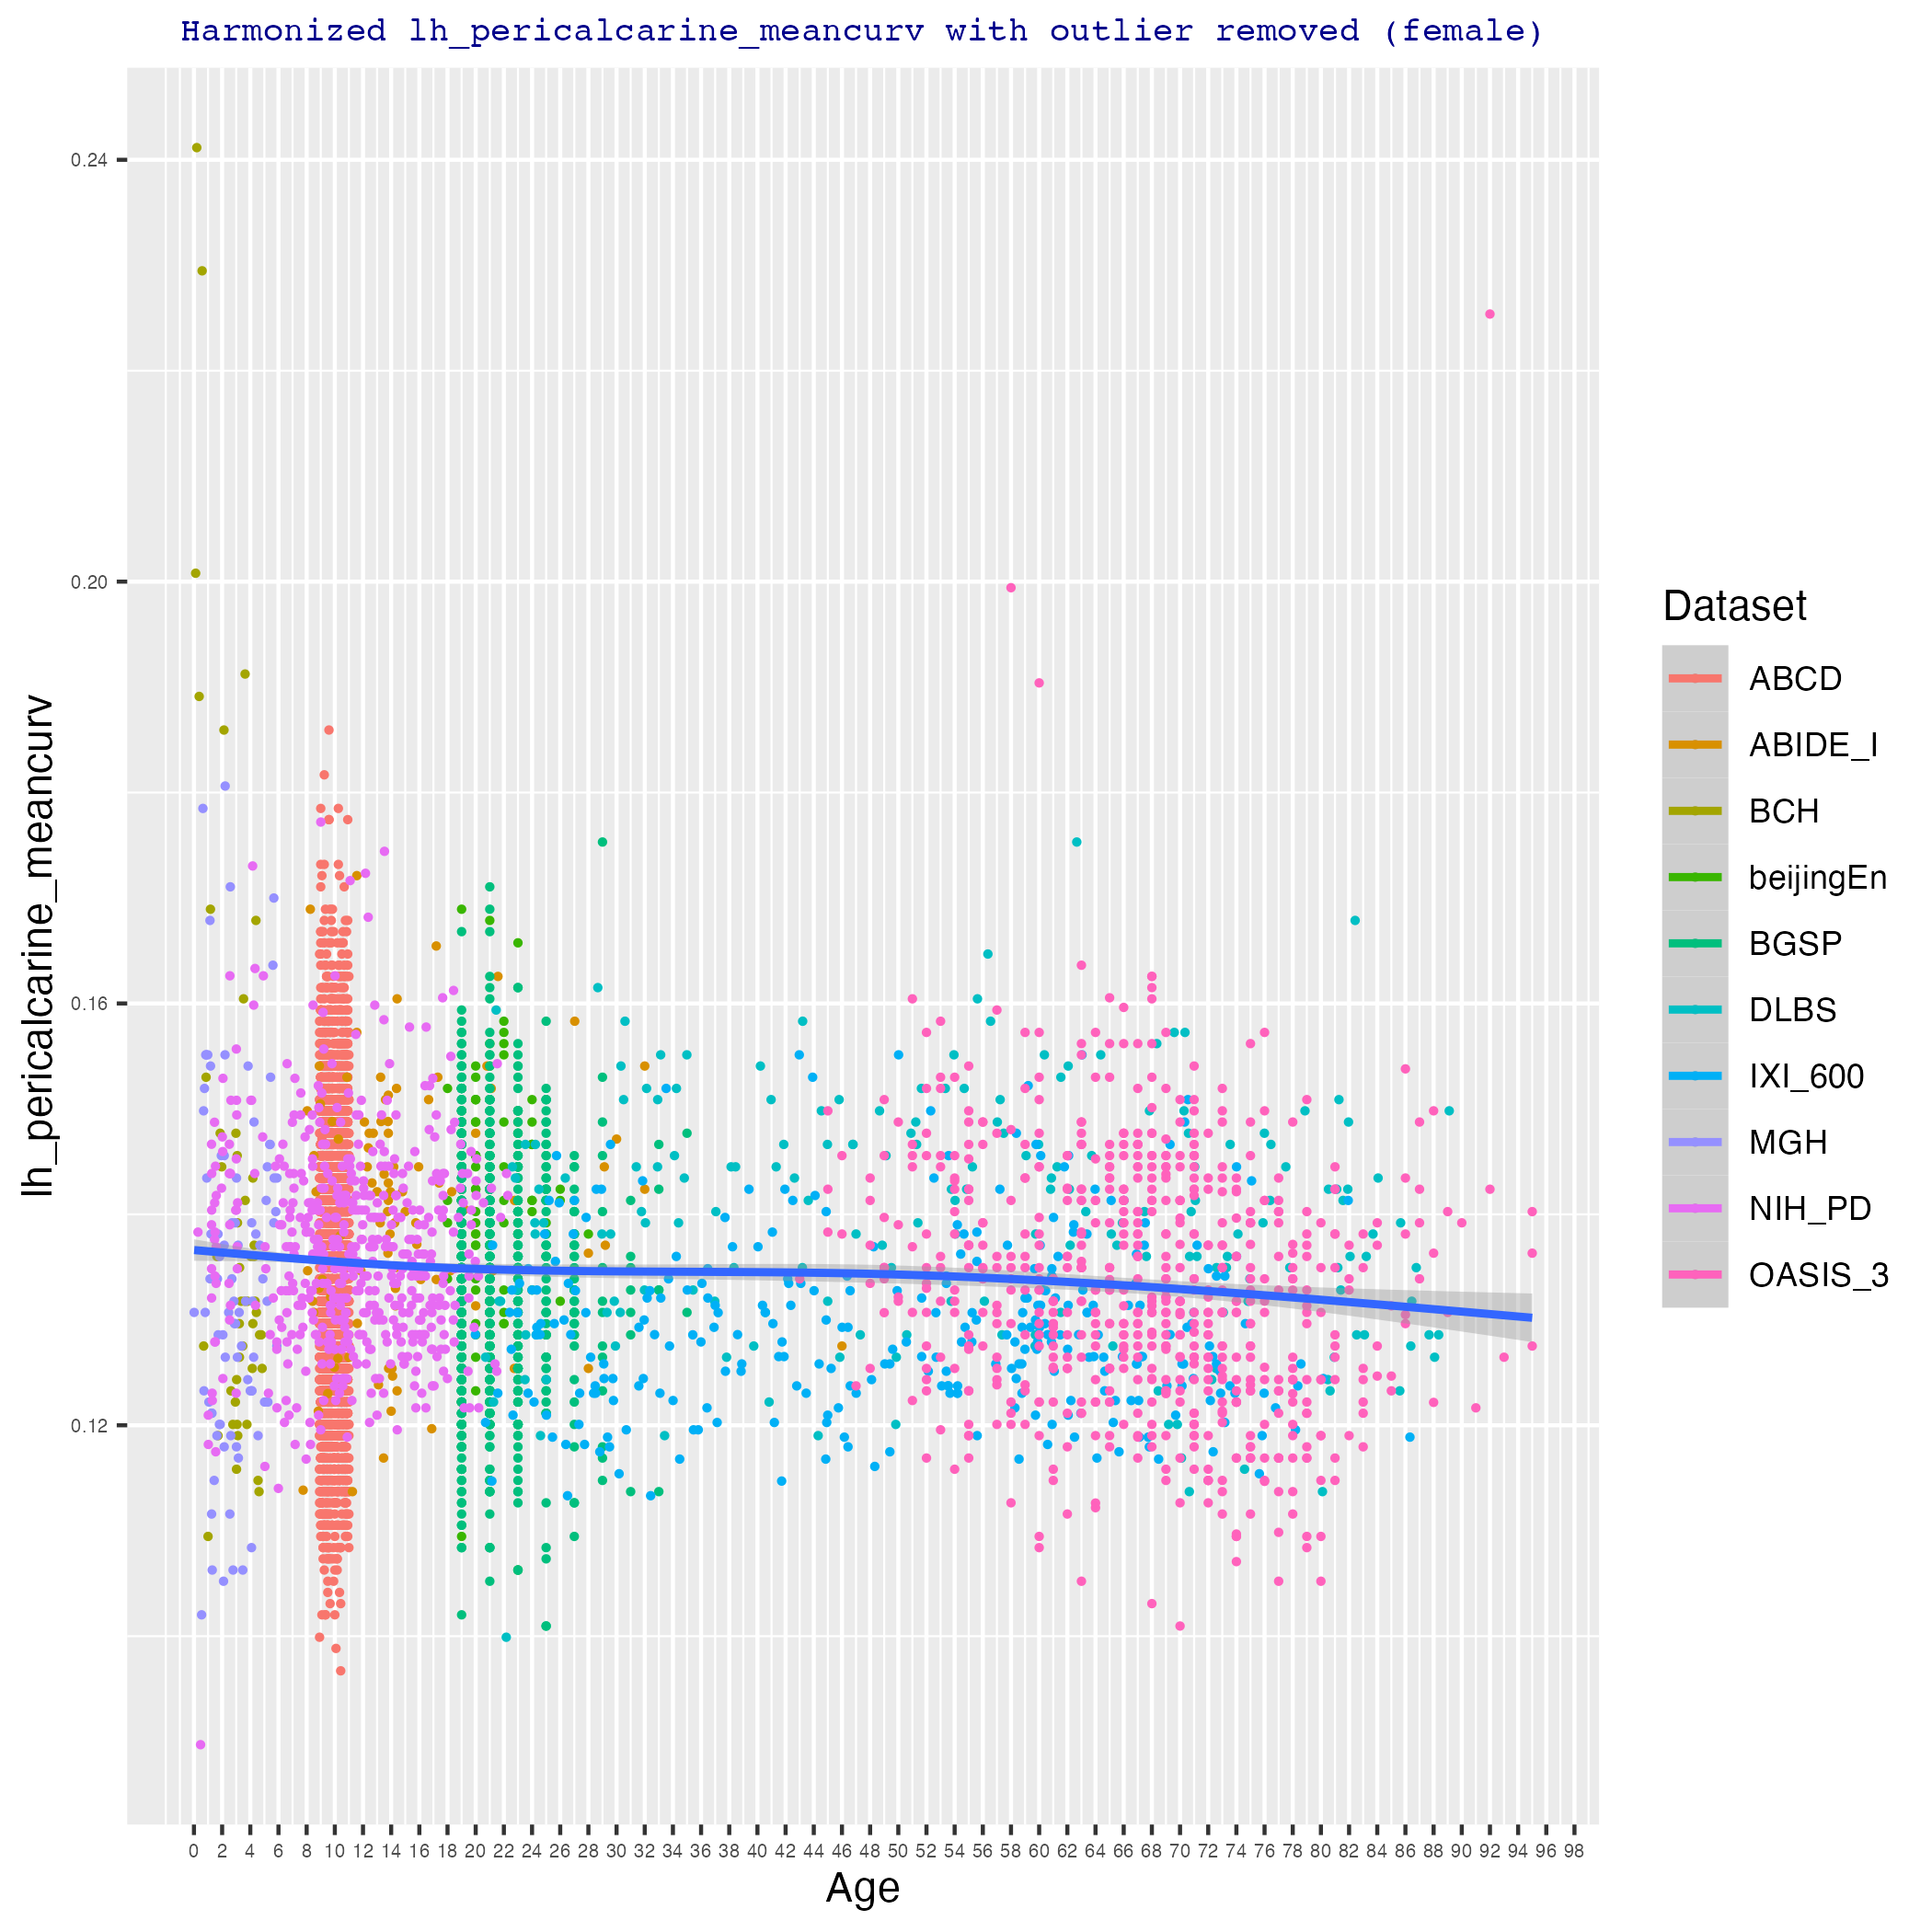 Harmonized lh_pericalcarine_meancurv with outlier removed (female)
lh_pericalcarine_meancurv
0.24
0.20
0.16
0.12
0 2 4 6 8 10 12 14 16 18 20 22 24 26 28 30 32 34 36 38 40 42 44 46 48 50 52 54 56 58 60 62 64 66 68 70 72 74 76 78 80 82 84 86 88 90 92 94 96 98
Age
Dataset
ABCD
ABIDE_I
BCH
beijingEn
BGSP
DLBS
IXI_600
MGH
NIH_PD
OASIS_3